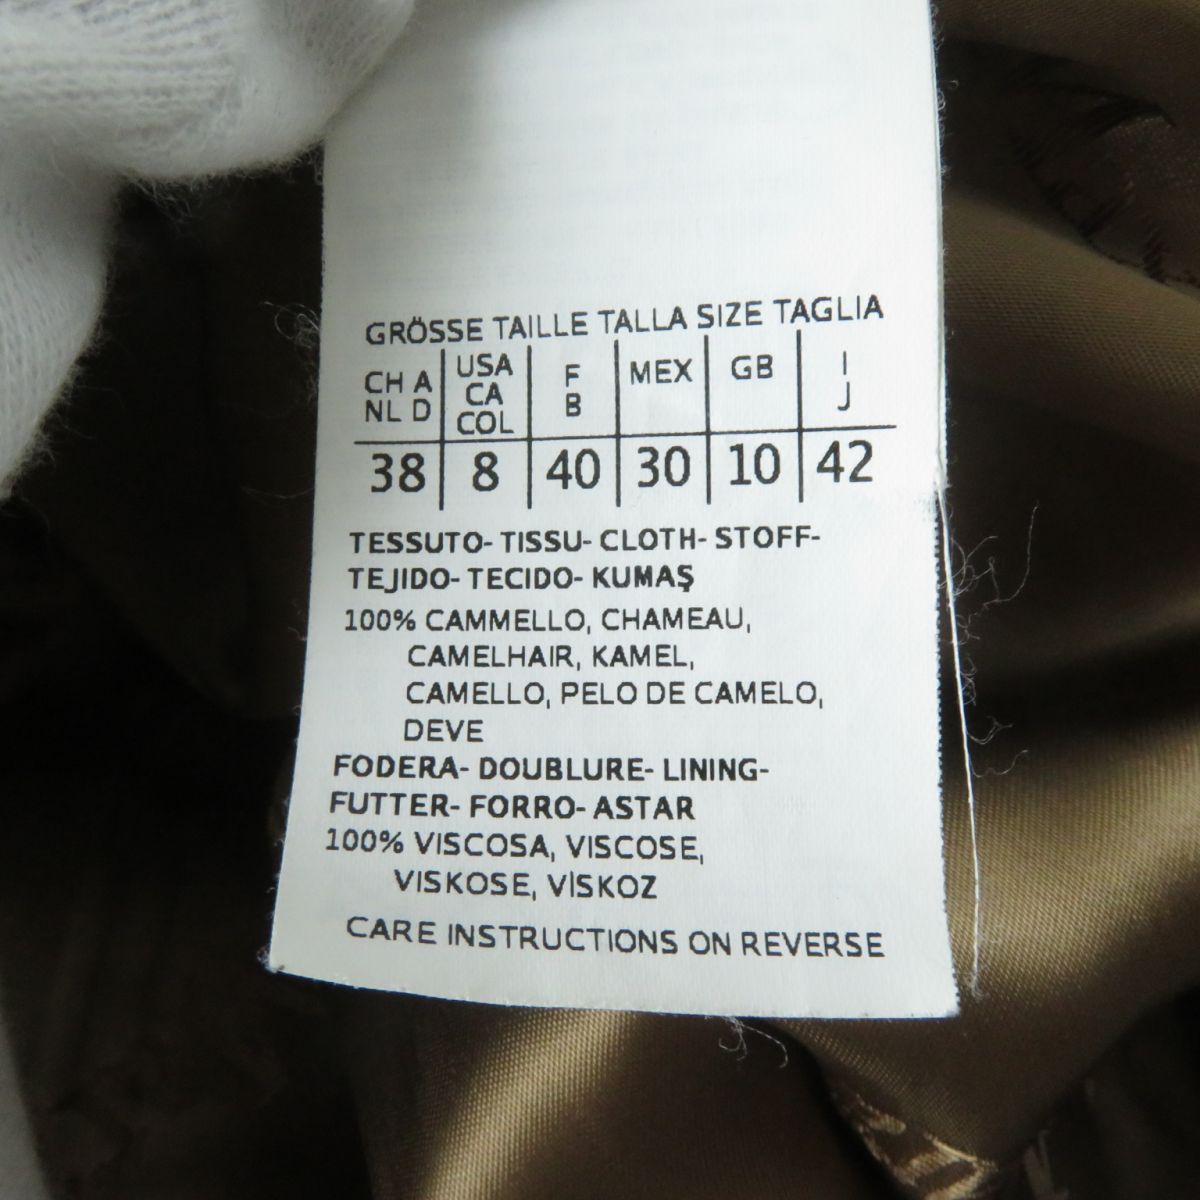 GRÖSSE TAILLE TALLA SIZE TAGLIA
CH A NL D
USA CA COL
F B
MEX
GB
I J
38 8 40 30 10 42
TESSUTO- TISSU- CLOTH- STOFF-
TEJIDO- TECIDO- KUMAŞ
100% CAMMELLO, CHAMEAU,
CAMELHAIR, KAMEL,
CAMELLO, PELO DE CAMELO,
DEVE
FODERA- DOUBLURE- LINING-
FUTTER- FORRO- ASTAR
100% VISCOSA, VISCOSE,
VISKOSE, VİSKOZ
CARE INSTRUCTIONS ON REVERSE